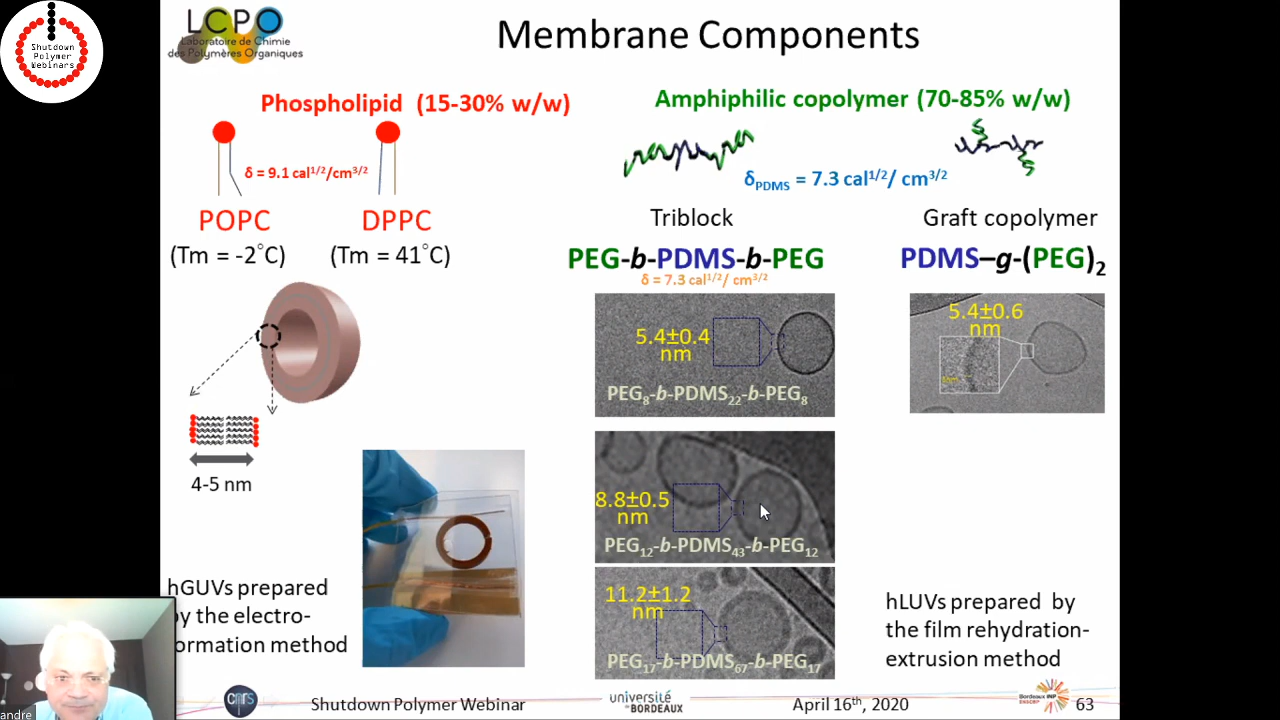 Shutdown
Polymer
Webinars
LCPO
Laboratoire de Chimie
des Polymères Organiques
Membrane Components
Phospholipid (15-30% w/w)
Amphiphilic copolymer (70-85% w/w)
δ = 9.1 cal1/2/cm3/2
δPDMS = 7.3 cal1/2/ cm3/2
POPC
DPPC
(Tm = -2°C)
(Tm = 41°C)
Triblock
Graft copolymer
PEG-b-PDMS-b-PEG
PDMS–g-(PEG)2
δ = 7.3 cal1/2/ cm3/2
5.4±0.4
nm
PEG8-b-PDMS22-b-PEG8
5.4±0.6
nm
4-5 nm
8.8±0.5
nm
PEG12-b-PDMS43-b-PEG12
11.2±1.2
nm
PEG17-b-PDMS67-b-PEG17
hGUVs prepared
by the electro-
formation method
hLUVs prepared by
the film rehydration-
extrusion method
andre
cnrs
Shutdown Polymer Webinar
université
de BORDEAUX
April 16th, 2020
Bordeaux INP
63